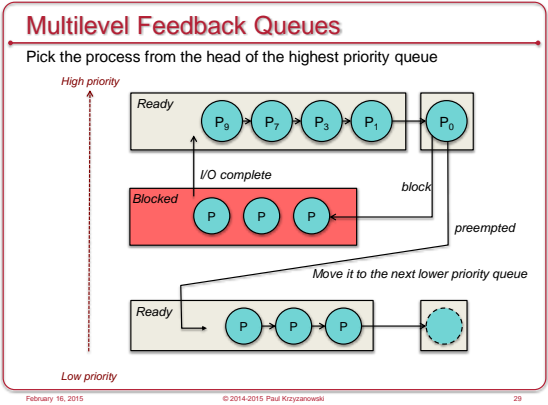 Multilevel Feedback Queues
Pick the process from the head of the highest priority queue
High priority
Ready
P9 P7 P3 P1 P0
I/O complete
block
Blocked
P P P
preempted
Move it to the next lower priority queue
Ready
P P P
Low priority
February 16, 2015 © 2014-2015 Paul Krzyzanowski 29